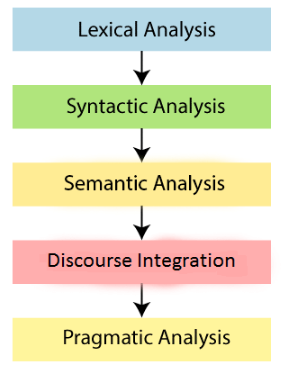 Lexical Analysis
Syntactic Analysis
Semantic Analysis
Discourse Integration
Pragmatic Analysis